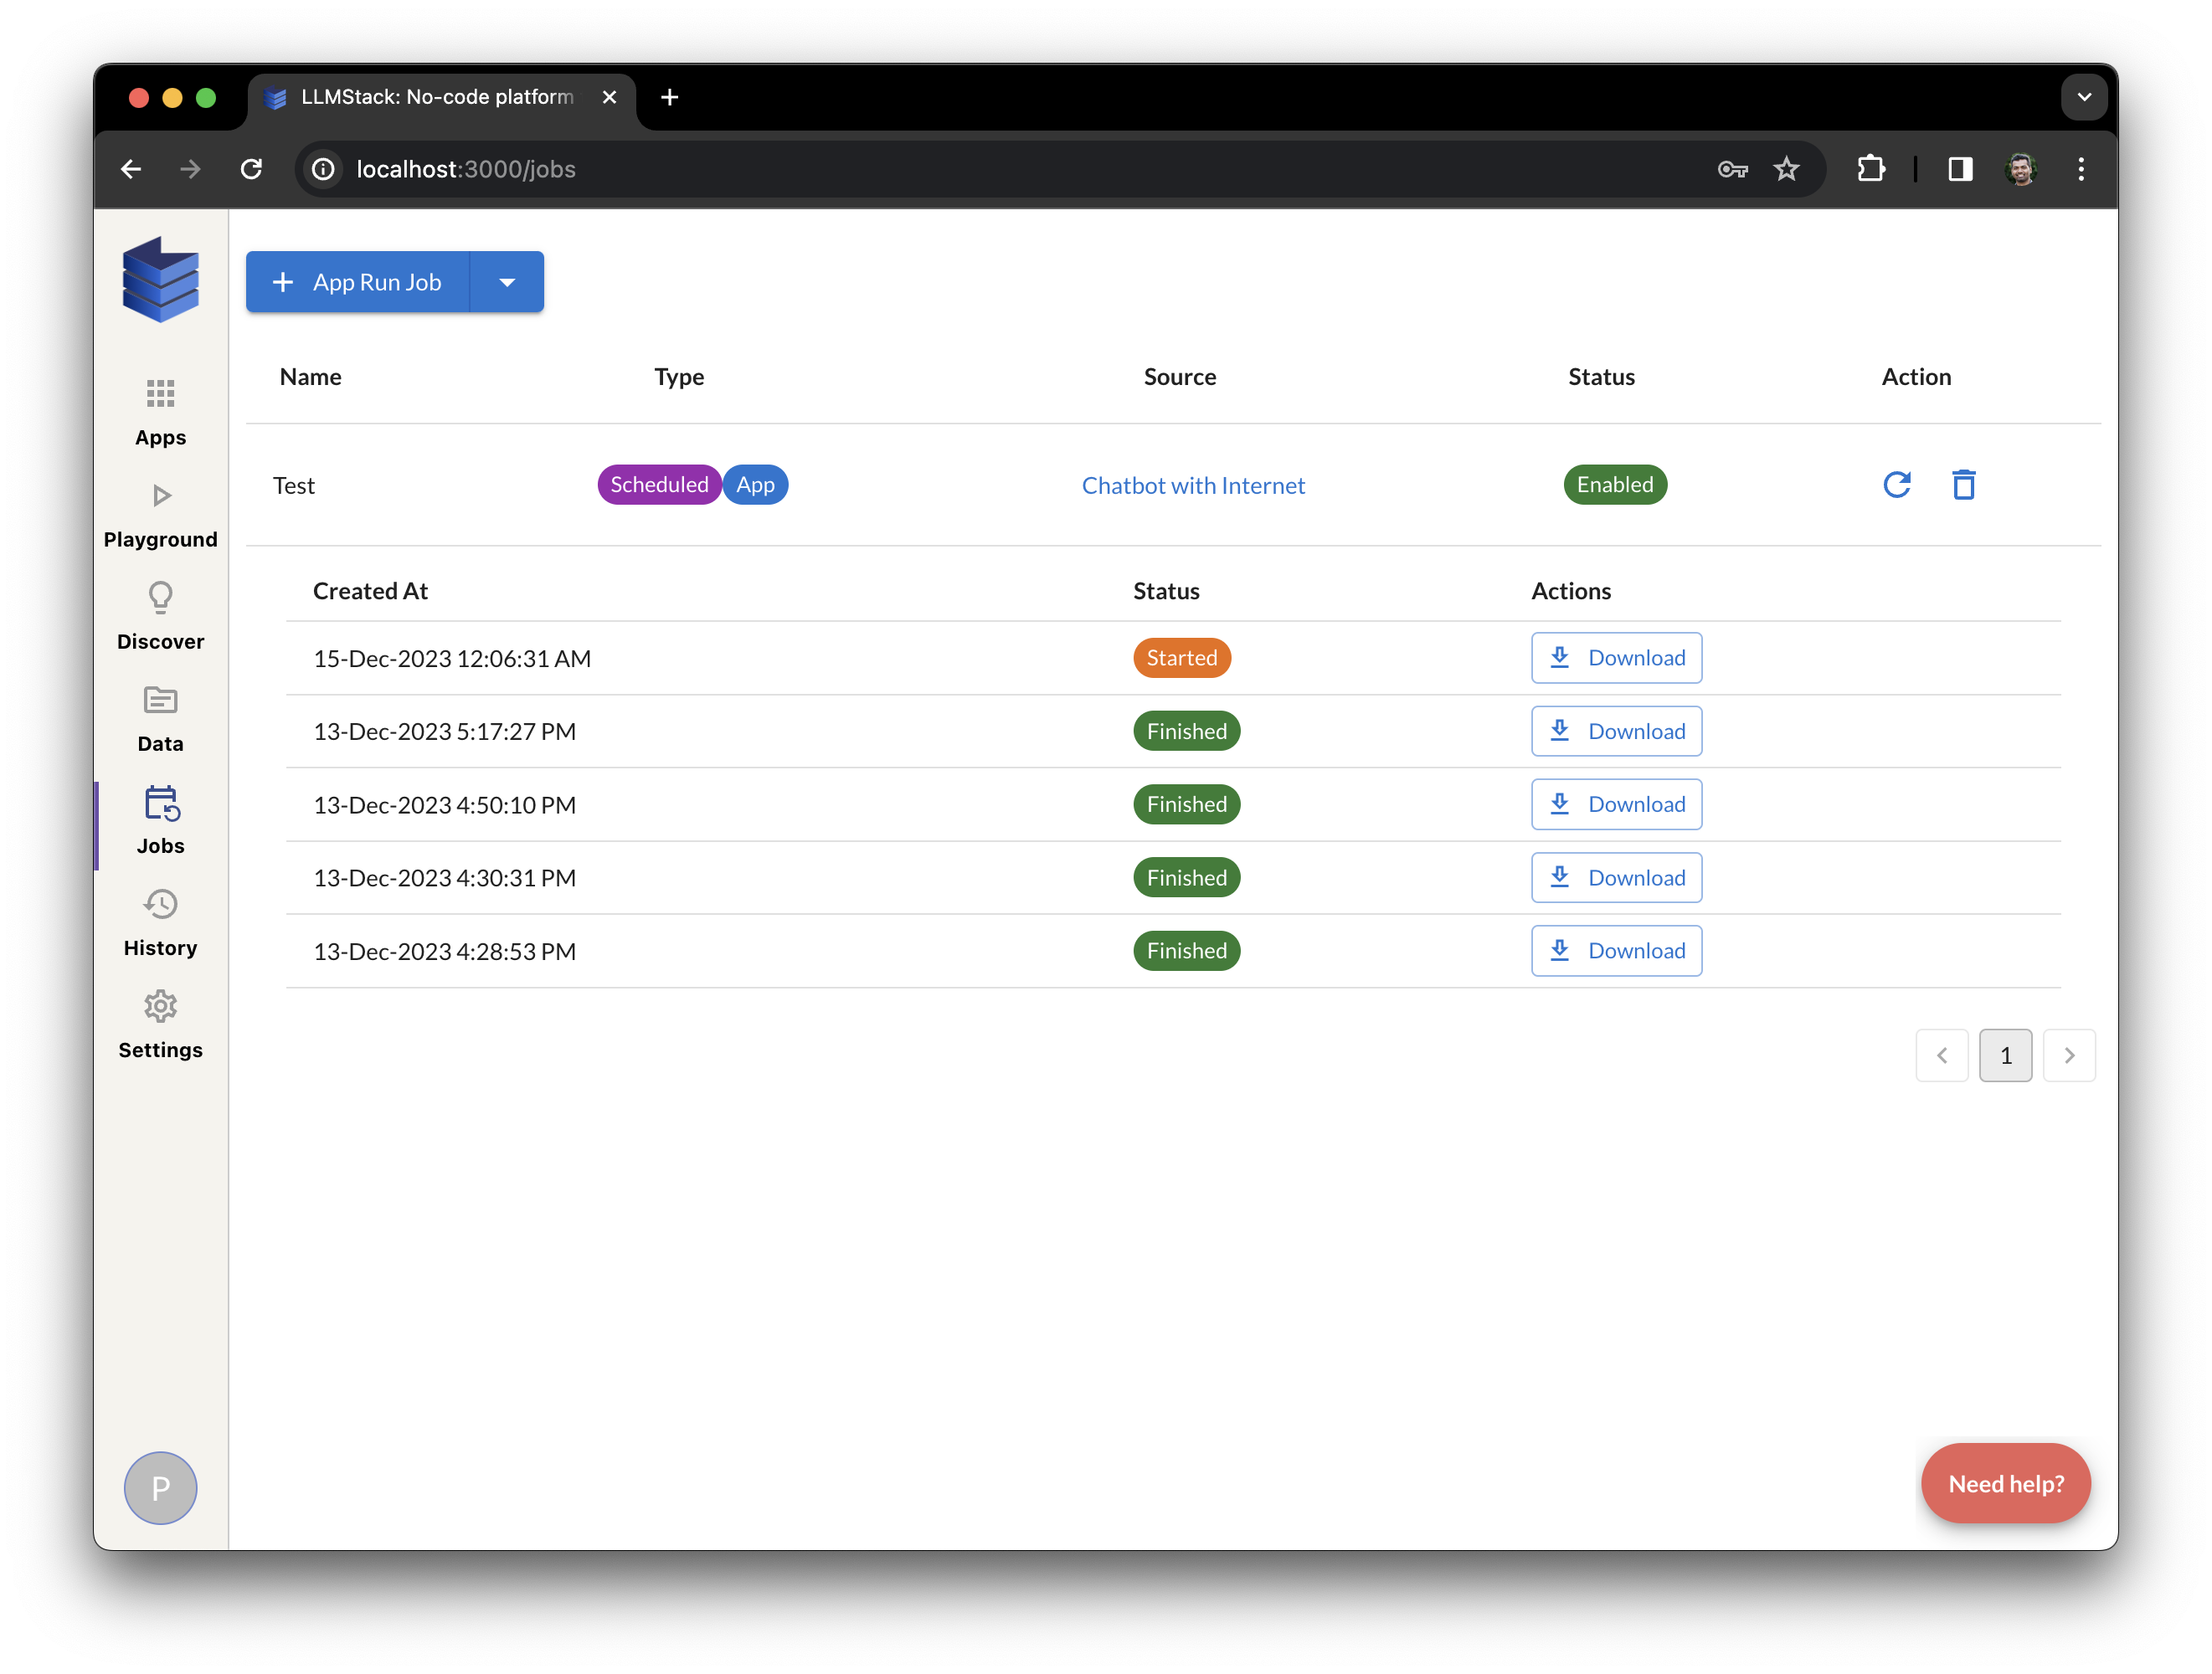 LLMStack: No-code platform
localhost:3000/jobs
App Run Job
Name Type Source Status Action
Test Scheduled App Chatbot with Internet Enabled
Created At Status Actions
15-Dec-2023 12:06:31 AM Started Download
13-Dec-2023 5:17:27 PM Finished Download
13-Dec-2023 4:50:10 PM Finished Download
13-Dec-2023 4:30:31 PM Finished Download
13-Dec-2023 4:28:53 PM Finished Download
1
Apps
Playground
Discover
Data
Jobs
History
Settings
P
Need help?